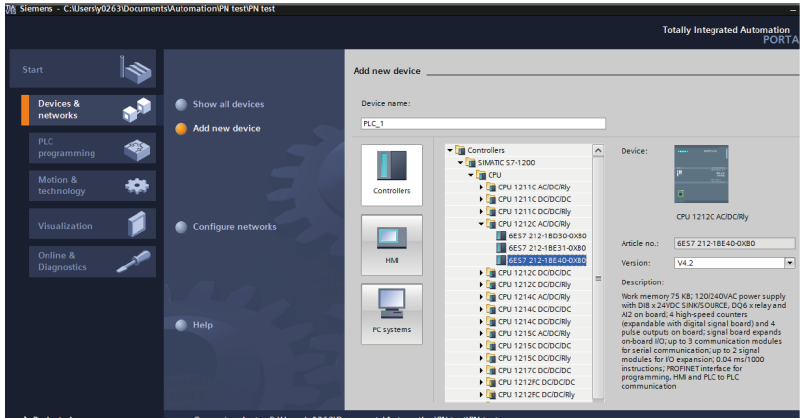 Siemens - C:\Users\y0263\Documents\Automation\PN test\PN test
Totally Integrated Automation
PORTA
Start
Devices &
networks
PLC
programming
Motion &
technology
Visualization
Online &
Diagnostics
Show all devices
Add new device
Configure networks
Help
Add new device
Device name:
PLC_1
Controllers
HMI
PC systems
Controllers
SIMATIC S7-1200
CPU
CPU 1211C AC/DC/Rly
CPU 1211C DC/DC/DC
CPU 1211C DC/DC/Rly
CPU 1212C AC/DC/Rly
6ES7 212-1BD30-0XB0
6ES7 212-1BE31-0XB0
6ES7 212-1BE40-0XB0
CPU 1212C DC/DC/DC
CPU 1212C DC/DC/Rly
CPU 1214C AC/DC/Rly
CPU 1214C DC/DC/DC
CPU 1214C DC/DC/Rly
CPU 1215C AC/DC/Rly
CPU 1215C DC/DC/DC
CPU 1215C DC/DC/Rly
CPU 1217C DC/DC/DC
CPU 1212FC DC/DC/DC
CPU 1212FC DC/DC/Rly
Device:
CPU 1212C AC/DC/Rly
Article no.:
6ES7 212-1BE40-0XB0
Version:
V4.2
Description:
Work memory 75 KB; 120/240VAC power supply
with DI8 x 24VDC SINK/SOURCE, DQ6 x relay and
AI2 on board; 4 high-speed counters
(expandable with digital signal board) and 4
pulse outputs on board; signal board expands
on-board I/O; up to 3 communication modules
for serial communication; up to 2 signal
modules for I/O expansion; 0.04 ms/1000
instructions; PROFINET interface for
programming, HMI and PLC to PLC
communication